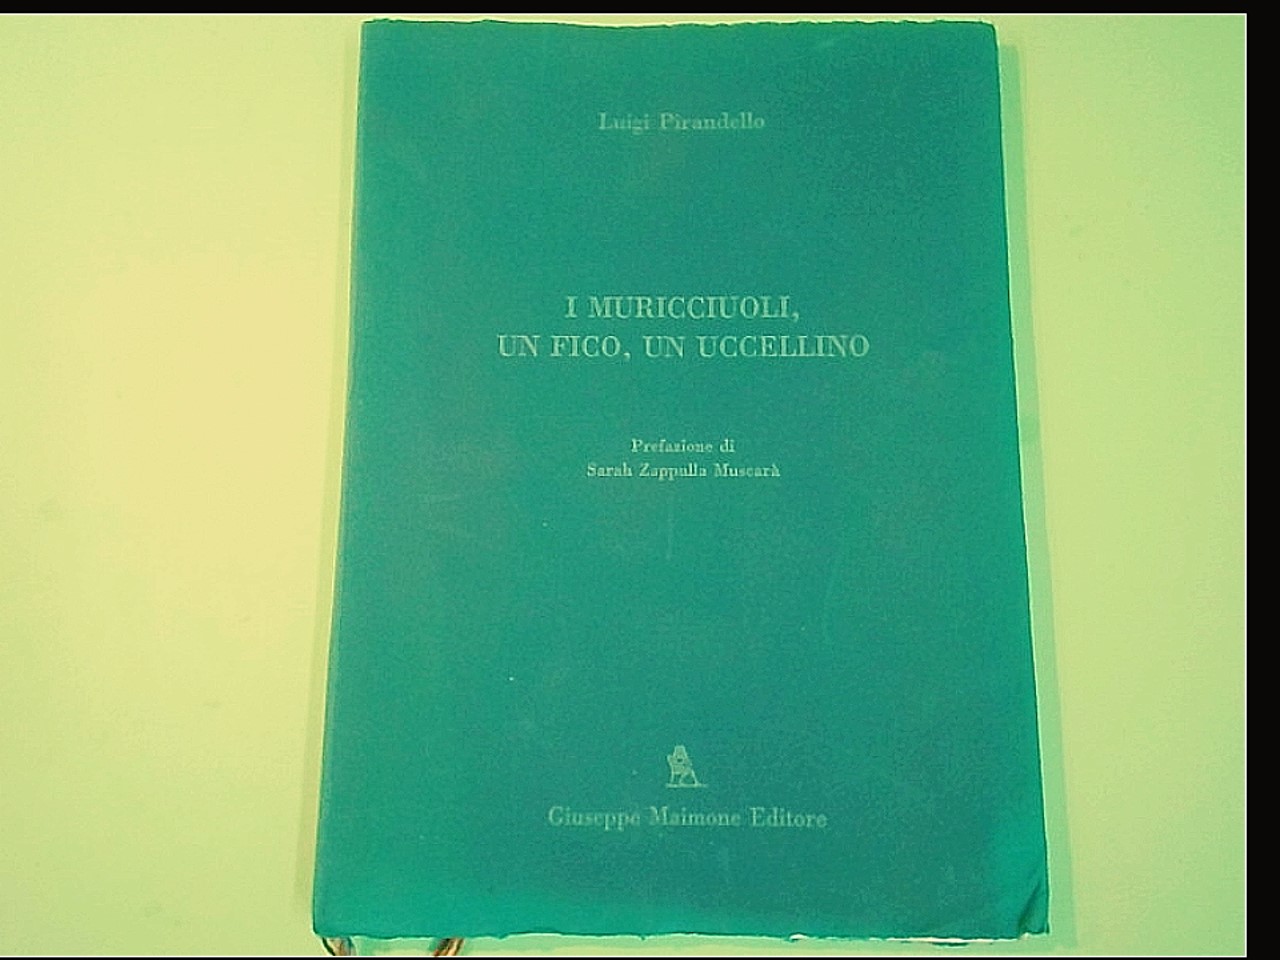 Luigi Pirandello
I MURICCIUOLI,
UN FICO, UN UCCELLINO
Prefazione di
Sarah Zappulla Muscarà
Giuseppe Maimone Editore